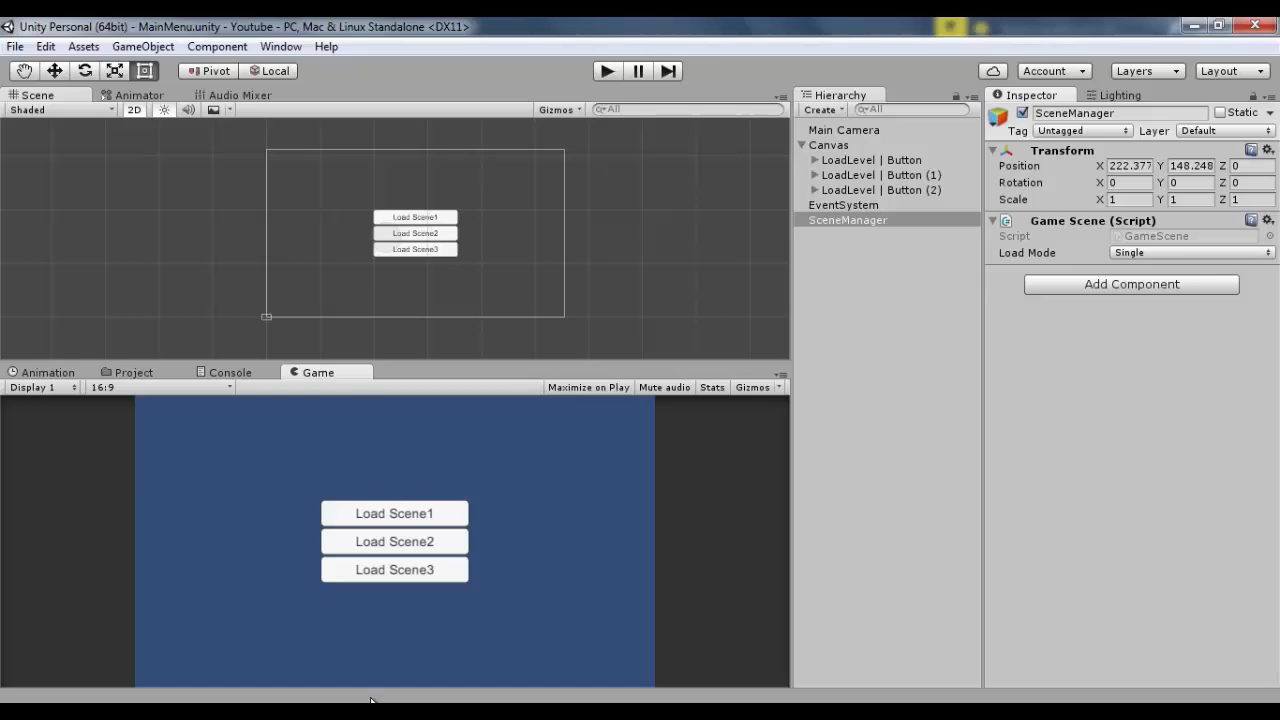 Unity Personal (64bit) - MainMenu.unity - Youtube - PC, Mac & Linux Standalone <DX11>
File Edit Assets GameObject Component Window Help
Pivot Local Account Layers Layout
Scene Animator Audio Mixer
Shaded 2D Gizmos All
Load Scene1
Load Scene2
Load Scene3
Animation Project Console Game
Display 1 16:9 Maximize on Play Mute audio Stats Gizmos
Load Scene1
Load Scene2
Load Scene3
Hierarchy
Create All
Main Camera
Canvas
LoadLevel | Button
LoadLevel | Button (1)
LoadLevel | Button (2)
EventSystem
SceneManager
Inspector Lighting
SceneManager Static
Tag Untagged Layer Default
Transform
Position X 222.377 Y 148.248 Z 0
Rotation X 0 Y 0 Z 0
Scale X 1 Y 1 Z 1
Game Scene (Script)
Script GameScene
Load Mode Single
Add Component